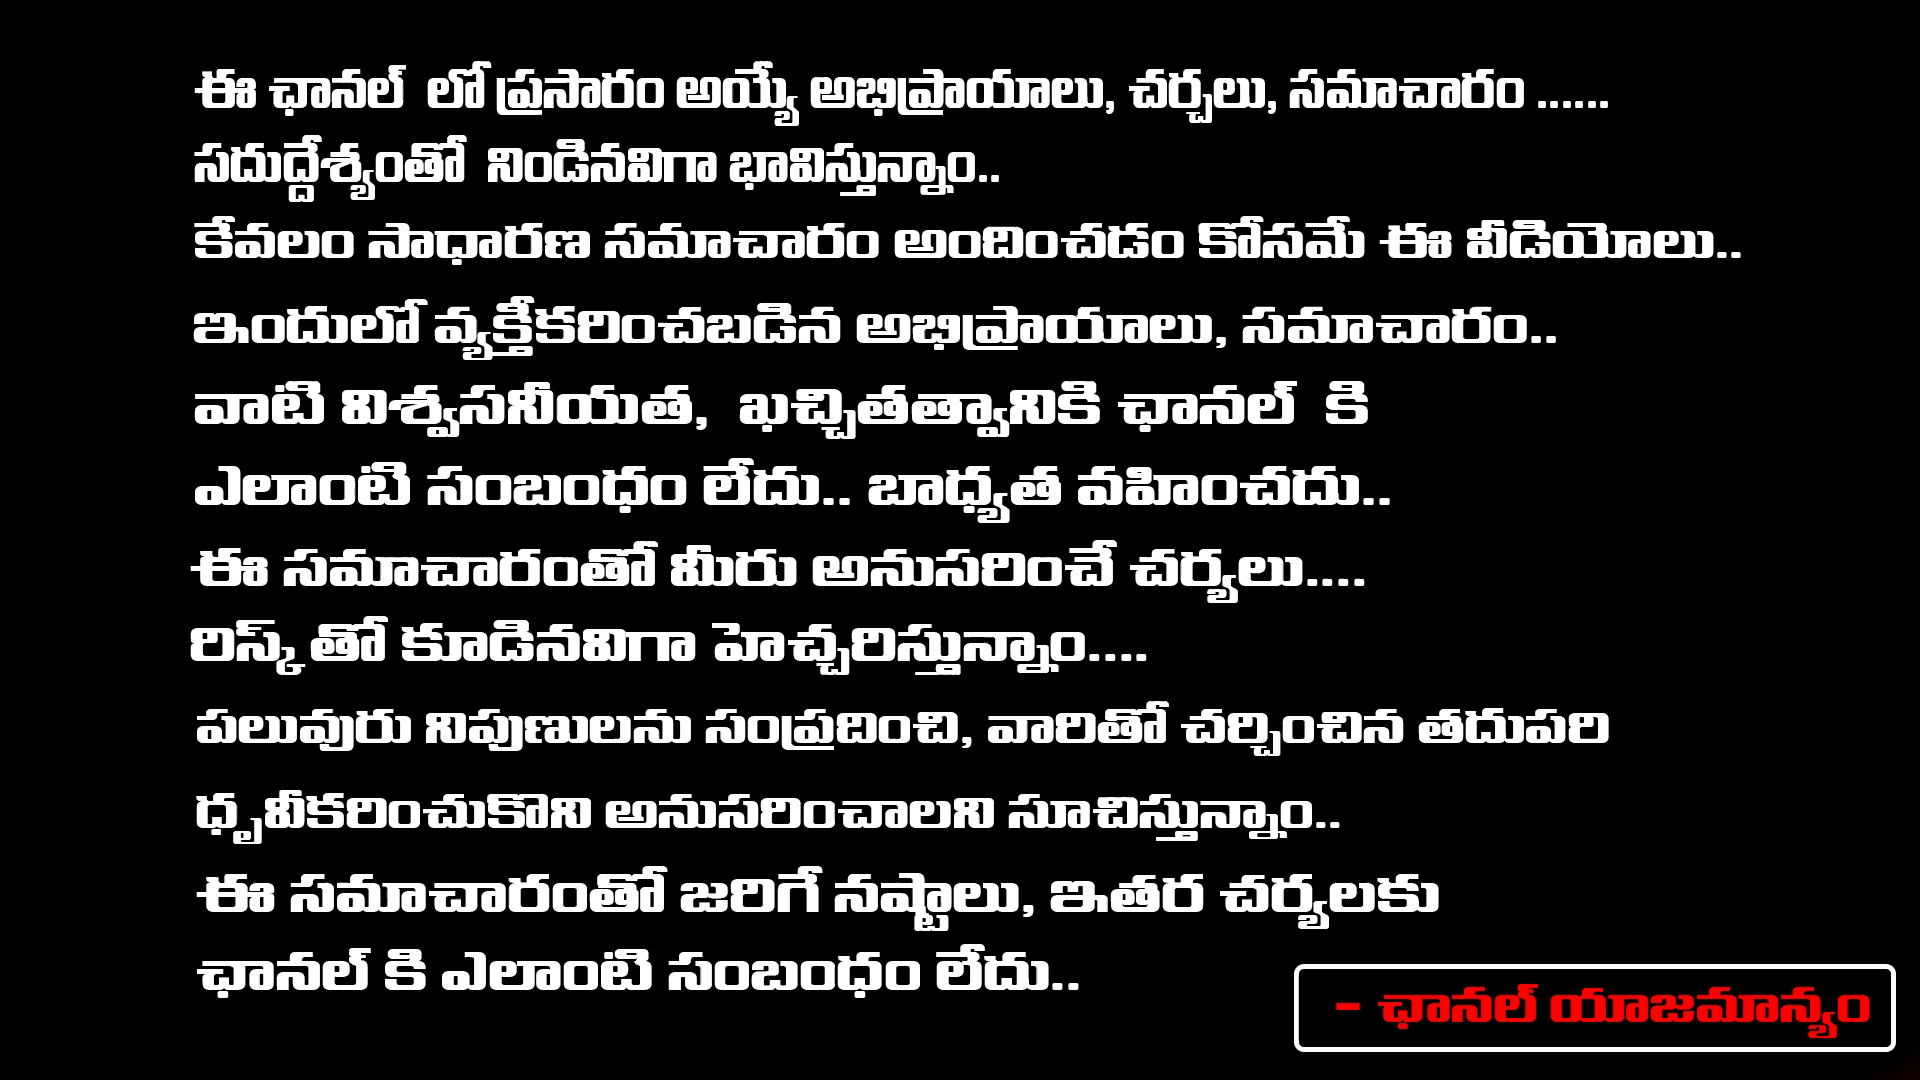 ఈ ఛానల్ లో ప్రసారం అయ్యే అభిప్రాయాలు, చర్చలు, సమాచారం ......
సదుద్దేశ్యంతో నిండినవిగా భావిస్తున్నాం..
కేవలం సాధారణ సమాచారం అందించడం కోసమే ఈ వీడియోలు..
ఇందులో వ్యక్తీకరించబడిన అభిప్రాయాలు, సమాచారం..
వాటి విశ్వసనీయత, ఖచ్చితత్వానికి ఛానల్ కి
ఎలాంటి సంబంధం లేదు.. బాధ్యత వహించదు..
ఈ సమాచారంతో మీరు అనుసరించే చర్యలు....
రిస్క్ తో కూడినవిగా హెచ్చరిస్తున్నాం....
పలువురు నిపుణులను సంప్రదించి, వారితో చర్చించిన తదుపరి
ధృవీకరించుకొని అనుసరించాలని సూచిస్తున్నాం..
ఈ సమాచారంతో జరిగే నష్టాలు, ఇతర చర్యలకు
ఛానల్ కి ఎలాంటి సంబంధం లేదు..
- ఛానల్ యాజమాన్యం